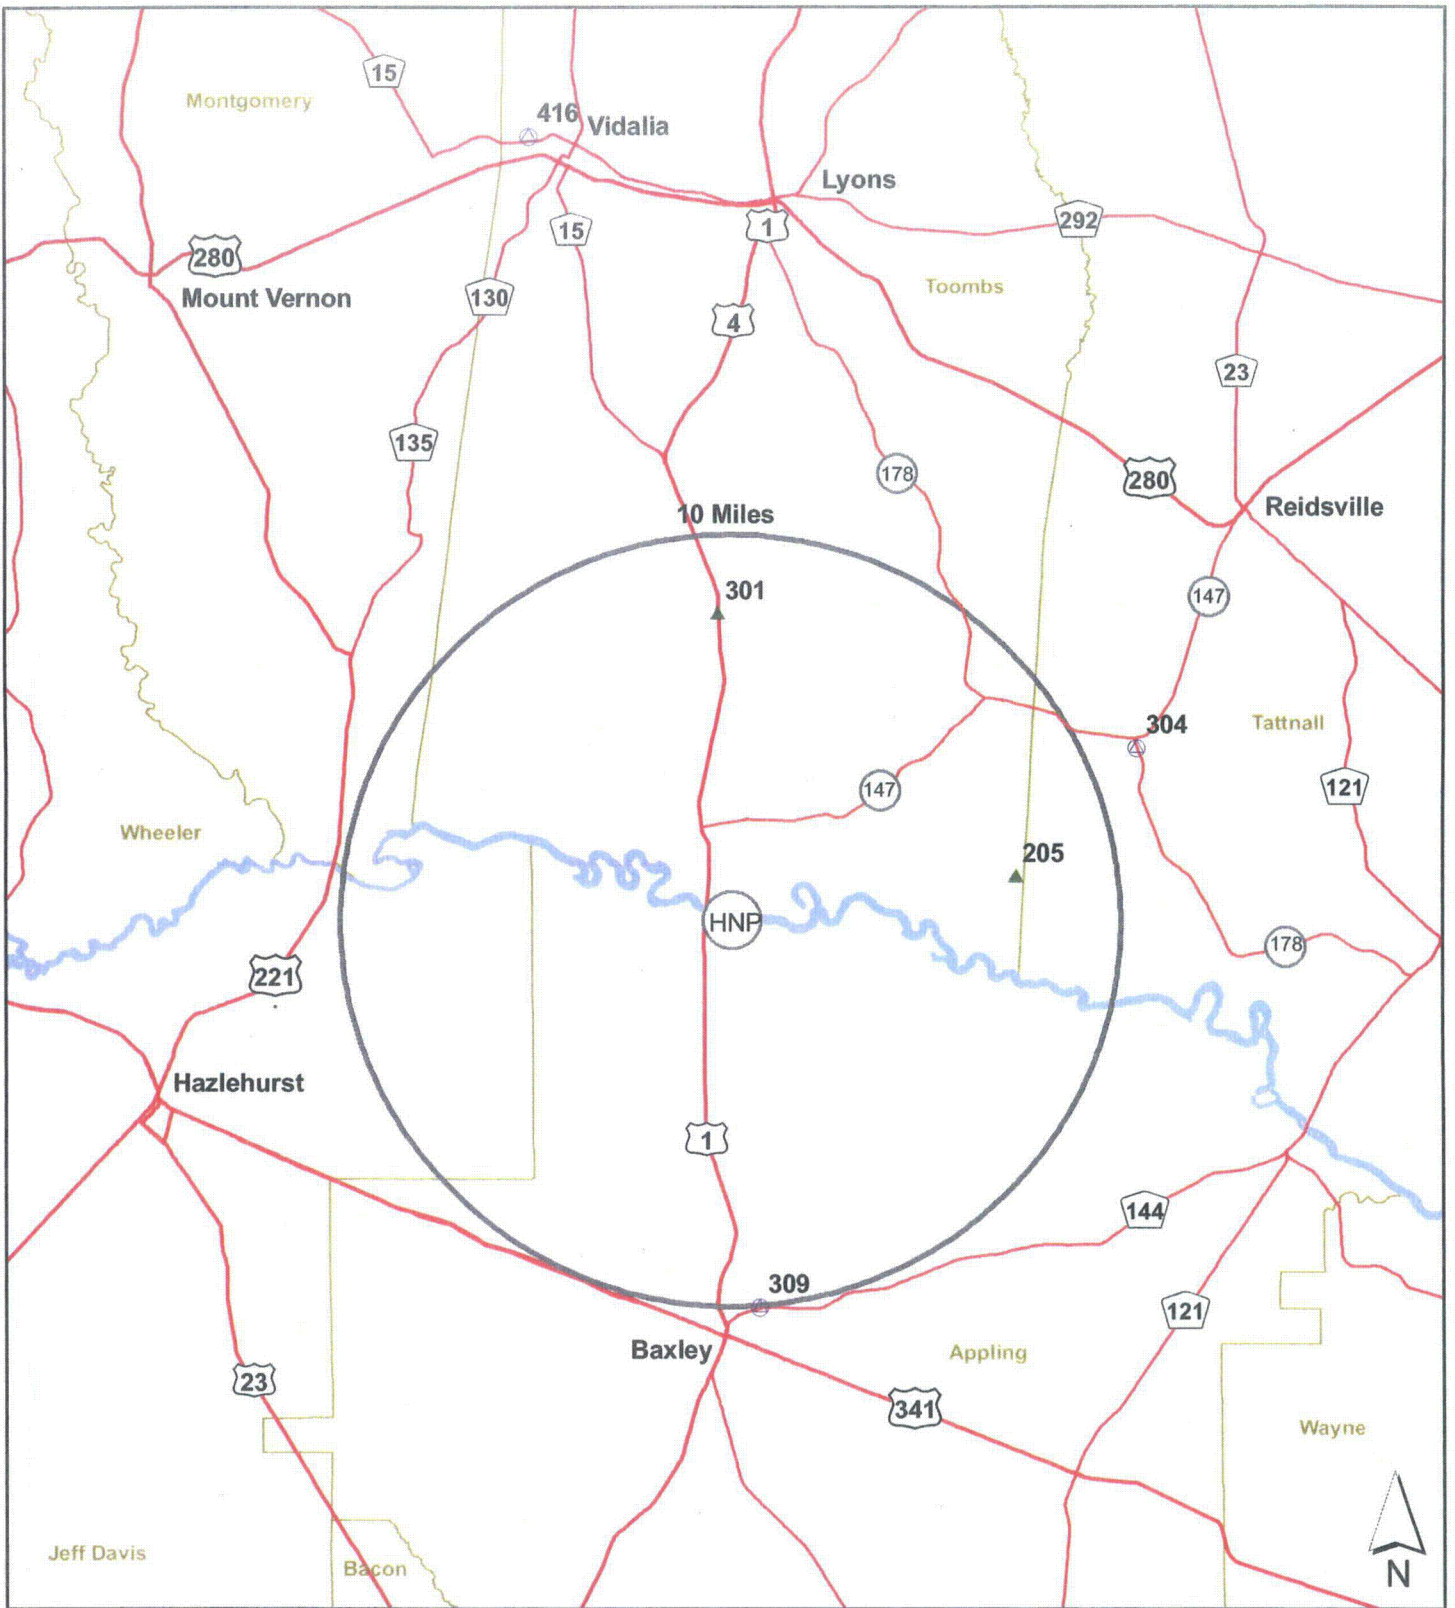 15
Montgomery
416
Vidalia
Lyons
292
15
1
280
Toombs
130
Mount Vernon
4
23
135
178
280
Reidsville
10 Miles
301
147
304
Tattnall
147
121
Wheeler
205
HNP
178
221
Hazlehurst
1
144
309
121
Baxley
Appling
23
341
Wayne
Jeff Davis
Bacon
N